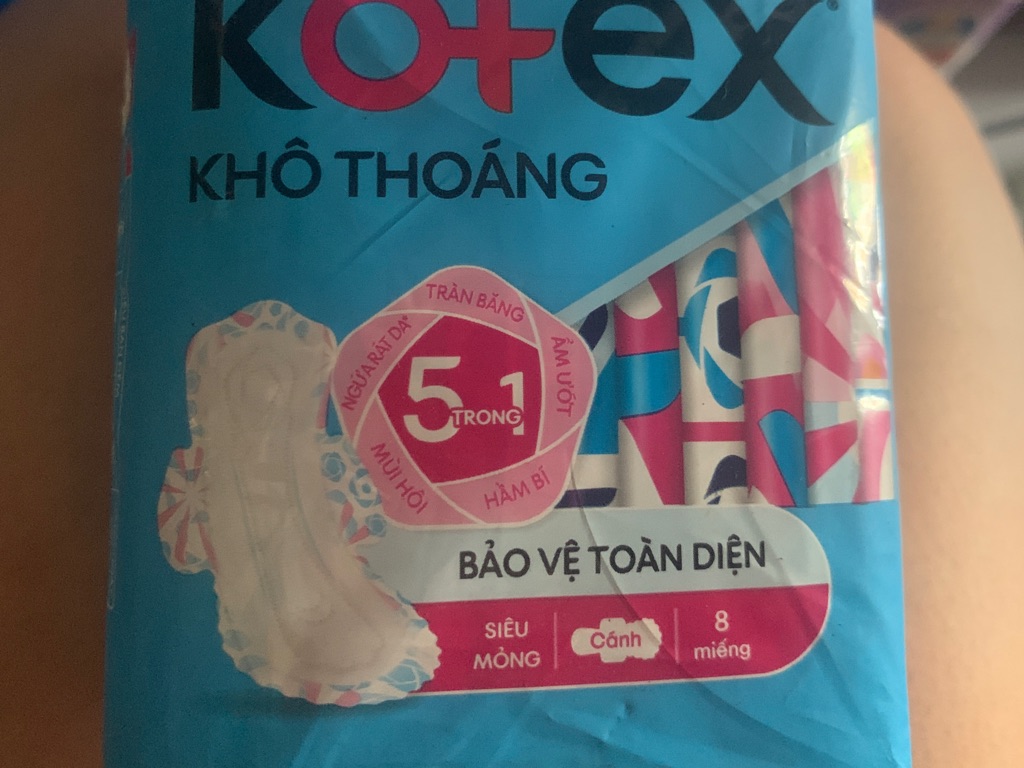 Kotex
KHÔ THOÁNG
TRÀN BĂNG
NGỨA RÁT DA*
ẨM ƯỚT
5 TRONG 1
MÙI HÔI
HẦM BÍ
BẢO VỆ TOÀN DIỆN
SIÊU
MỎNG
Cánh
8
miếng